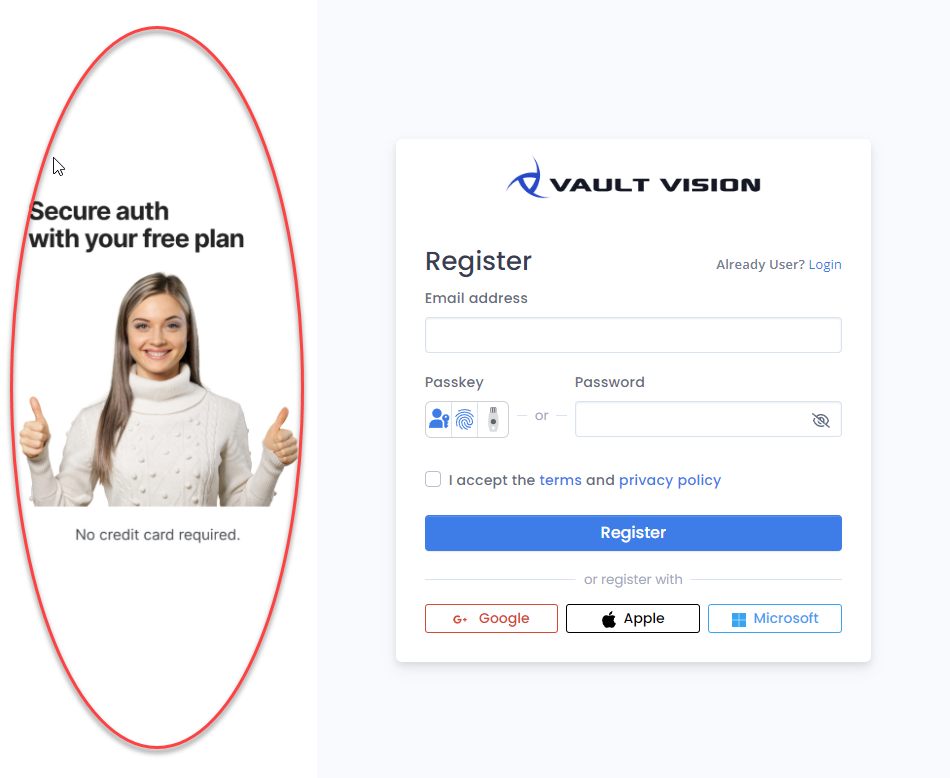 Secure auth
with your free plan
No credit card required.
VAULT VISION
Register
Already User? Login
Email address
Passkey
Password
or
I accept the terms and privacy policy
Register
or register with
G+ Google
Apple
Microsoft